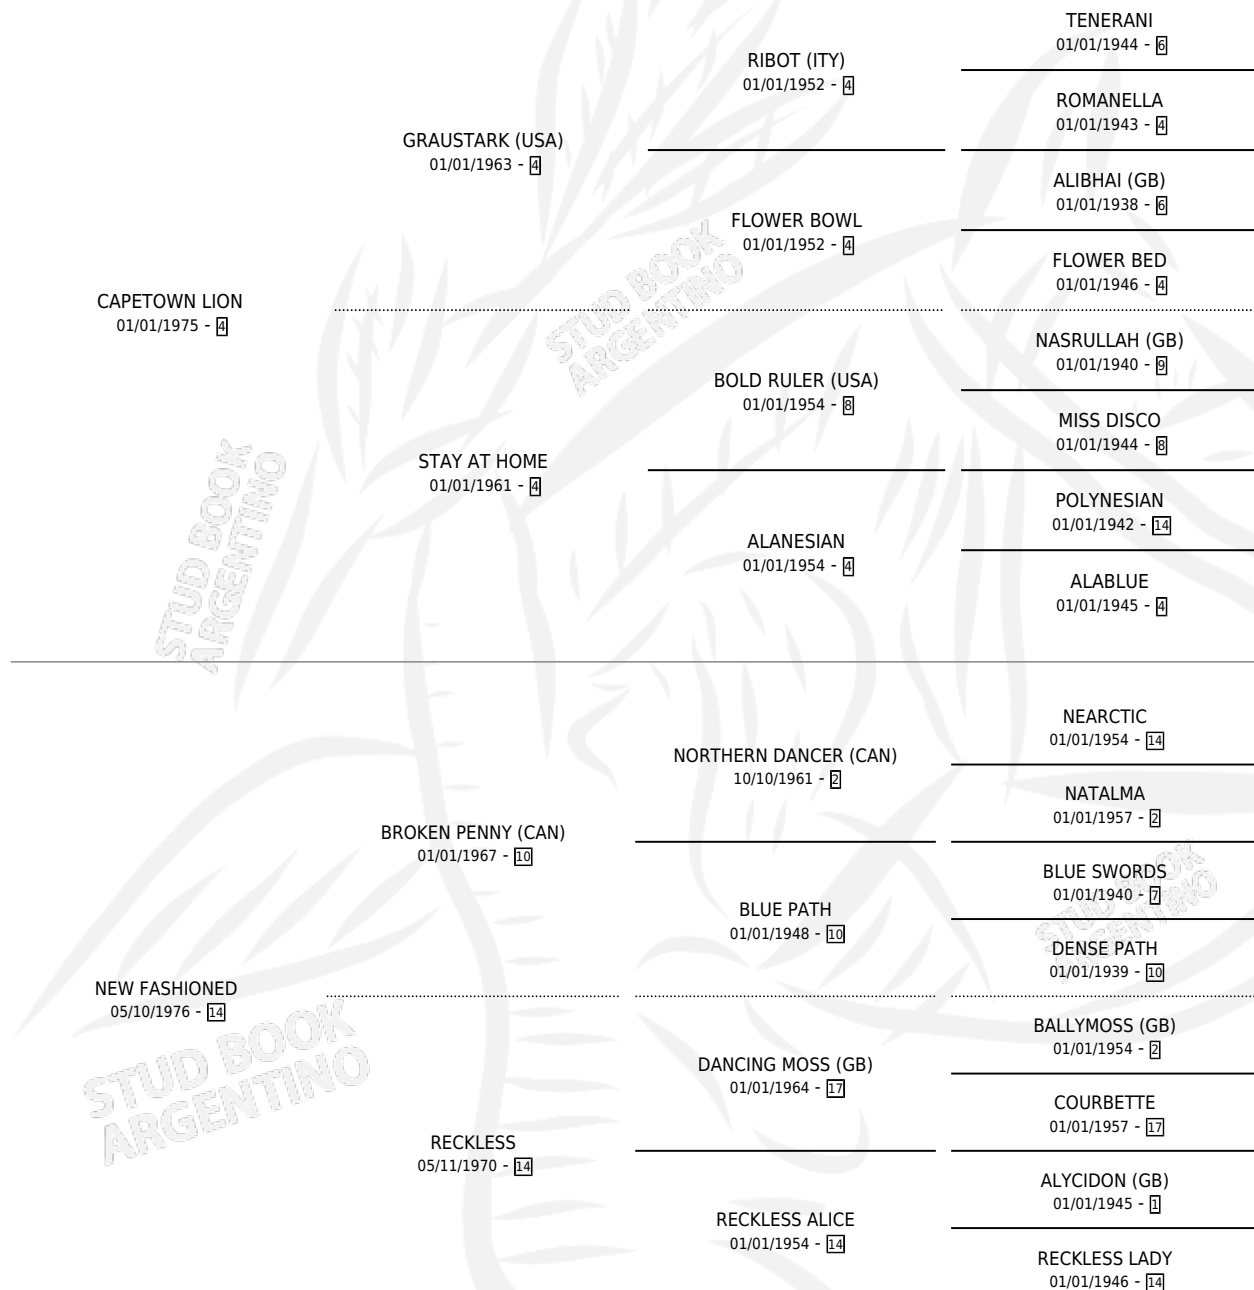 TENERANI
01/01/1944 - 6
RIBOT (ITY)
01/01/1952 - 4
ROMANELLA
01/01/1943 - 4
GRAUSTARK (USA)
01/01/1963 - 4
ALIBHAI (GB)
01/01/1938 - 6
FLOWER BOWL
01/01/1952 - 4
FLOWER BED
01/01/1946 - 4
CAPETOWN LION
01/01/1975 - 4
STUD BOOK
ARGENTINO
NASRULLAH (GB)
01/01/1940 - 9
BOLD RULER (USA)
01/01/1954 - 8
MISS DISCO
01/01/1944 - 8
STAY AT HOME
01/01/1961 - 4
POLYNESIAN
01/01/1942 - 14
ALANESIAN
01/01/1954 - 4
ALABLUE
01/01/1945 - 4
STUD BOOK
ARGENTINO
NEARCTIC
01/01/1954 - 14
NORTHERN DANCER (CAN)
10/10/1961 - 2
NATALMA
01/01/1957 - 2
BROKEN PENNY (CAN)
01/01/1967 - 10
BLUE SWORDS
01/01/1940 - 7
BLUE PATH
01/01/1948 - 10
STUD BOOK
ARGENTINO
DENSE PATH
01/01/1939 - 10
NEW FASHIONED
05/10/1976 - 14
BALLYMOSS (GB)
01/01/1954 - 2
DANCING MOSS (GB)
01/01/1964 - 17
STUD BOOK
ARGENTINO
COURBETTE
01/01/1957 - 17
RECKLESS
05/11/1970 - 14
ALYCIDON (GB)
01/01/1945 - 1
RECKLESS ALICE
01/01/1954 - 14
RECKLESS LADY
01/01/1946 - 14